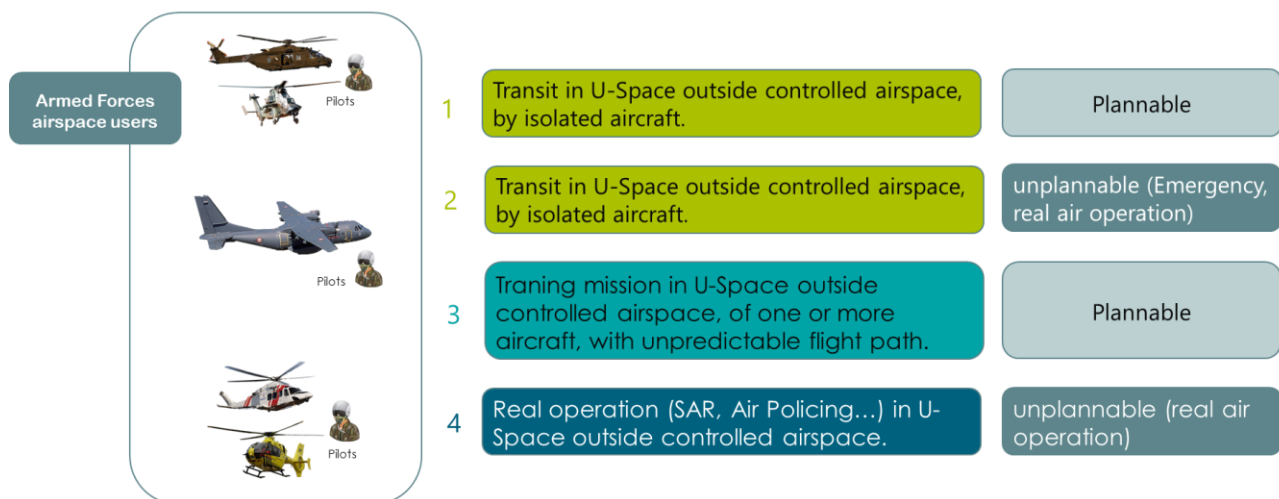 Armed Forces
airspace users
Pilots
Pilots
Pilots
1
Transit in U-Space outside controlled airspace,
by isolated aircraft.
Plannable
2
Transit in U-Space outside controlled airspace,
by isolated aircraft.
unplannable (Emergency,
real air operation)
3
Traning mission in U-Space outside
controlled airspace, of one or more
aircraft, with unpredictable flight path.
Plannable
4
Real operation (SAR, Air Policing...) in U-
Space outside controlled airspace.
unplannable (real air
operation)